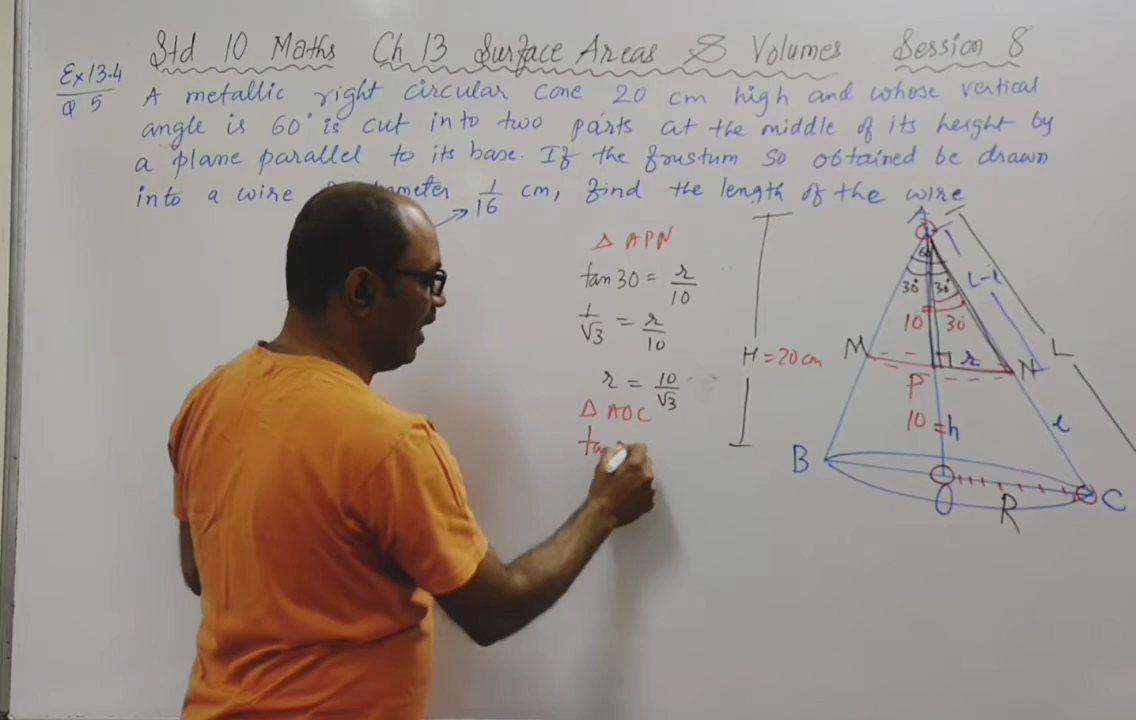 Std 10 Maths Ch 13 Surface Areas & Volumes Session 8
Ex 13.4
Q 5
A metallic right circular cone 20 cm high and whose vertical
angle is 60° is cut into two parts at the middle of its height by
a plane parallel to its base. If the frustum so obtained be drawn
into a wire meter 1/16 cm, find the length of the wire
Δ APN
tan 30 = r/10
1/√3 = r/10
r = 10/√3
Δ AOC
ta
H = 20 cm
A
60
30° 30°
L-l
10 30
L
M r N
P
10 = h l
B
O R C